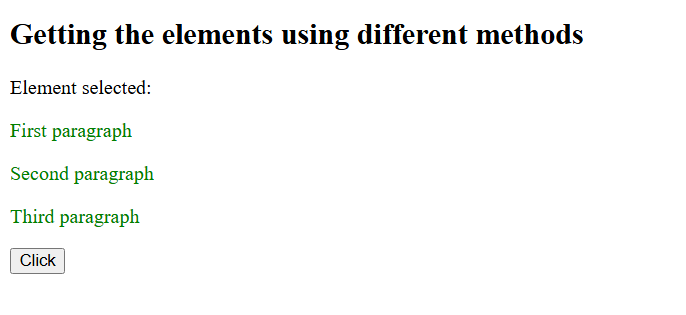 Getting the elements using different methods
Element selected:
First paragraph
Second paragraph
Third paragraph
Click